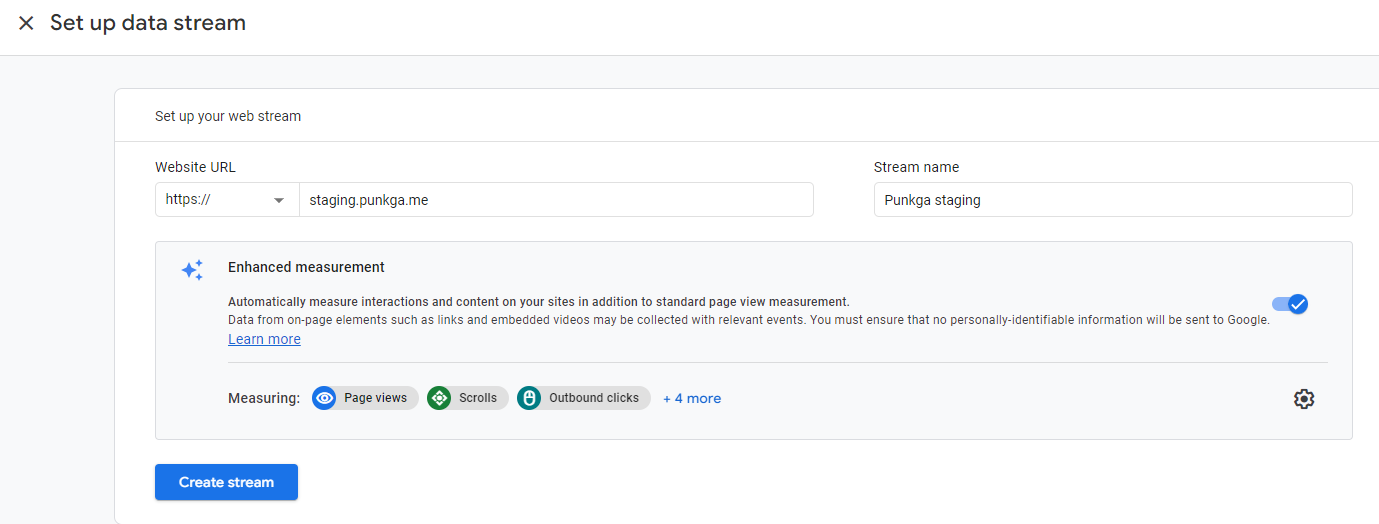 Set up data stream
Set up your web stream
Website URL
https://
staging.punkga.me
Stream name
Punkga staging
Enhanced measurement
Automatically measure interactions and content on your sites in addition to standard page view measurement.
Data from on-page elements such as links and embedded videos may be collected with relevant events. You must ensure that no personally-identifiable information will be sent to Google.
Learn more
Measuring: Page views Scrolls Outbound clicks + 4 more
Create stream